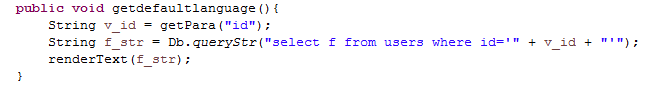 public void getdefaultlanguage(){
    String v_id = getPara("id");
    String f_str = Db.queryStr("select f from users where id='" + v_id + "'");
    renderText(f_str);
}